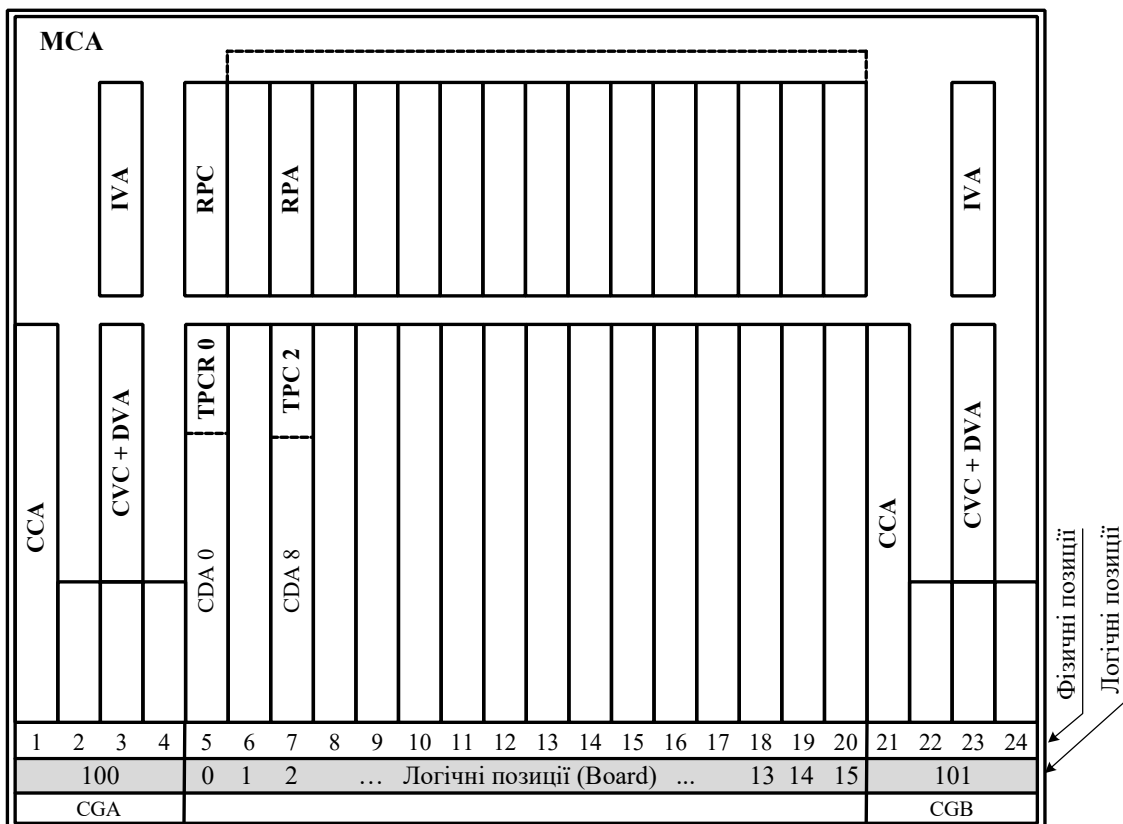 MCA
IVA
RPC
RPA
IVA
CCA
CVC + DVA
TPCR 0
CDA 0
TPC 2
CDA 8
CCA
CVC + DVA
Фізичні позиції
Логічні позиції
1 2 3 4 5 6 7 8 9 10 11 12 13 14 15 16 17 18 19 20 21 22 23 24
100 0 1 2 … Логічні позиції (Board) ... 13 14 15 101
CGA CGB